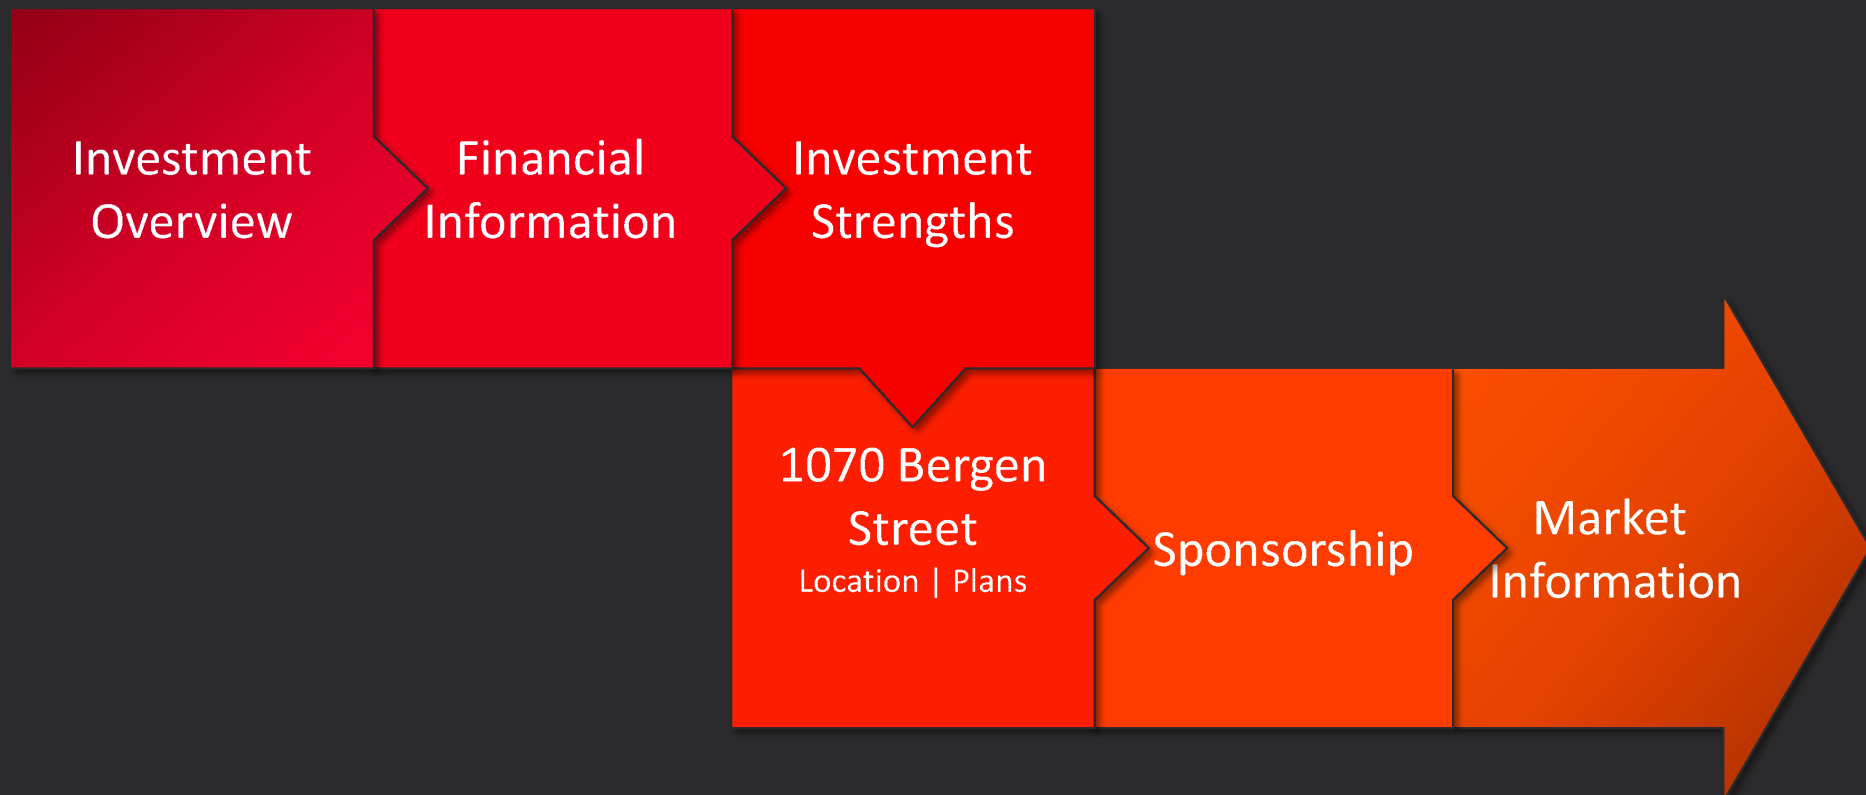 Investment
Overview
Financial
Information
Investment
Strengths
1070 Bergen
Street
Location | Plans
Sponsorship
Market
Information